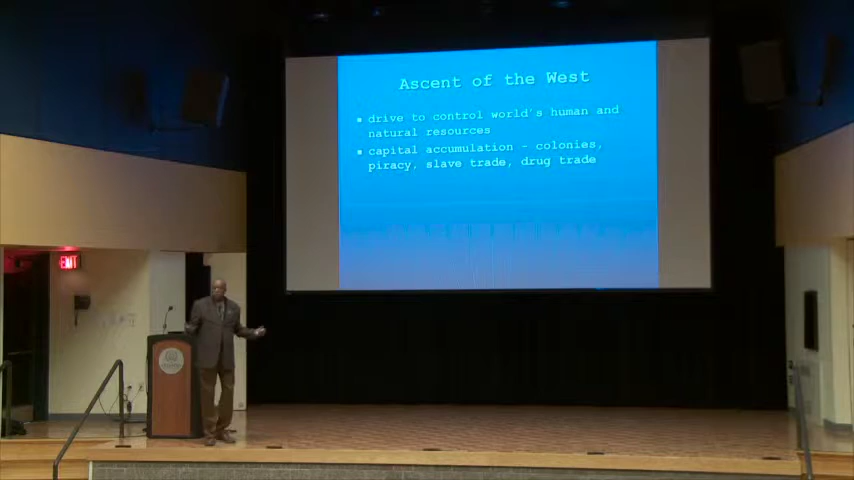 Ascent of the West
▪ drive to control world's human and
natural resources
▪ capital accumulation - colonies,
piracy, slave trade, drug trade
EXIT